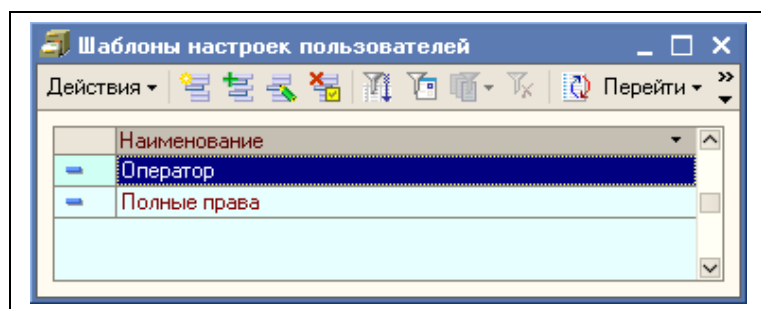 Шаблоны настроек пользователей
Действия Перейти
Наименование
Оператор
Полные права